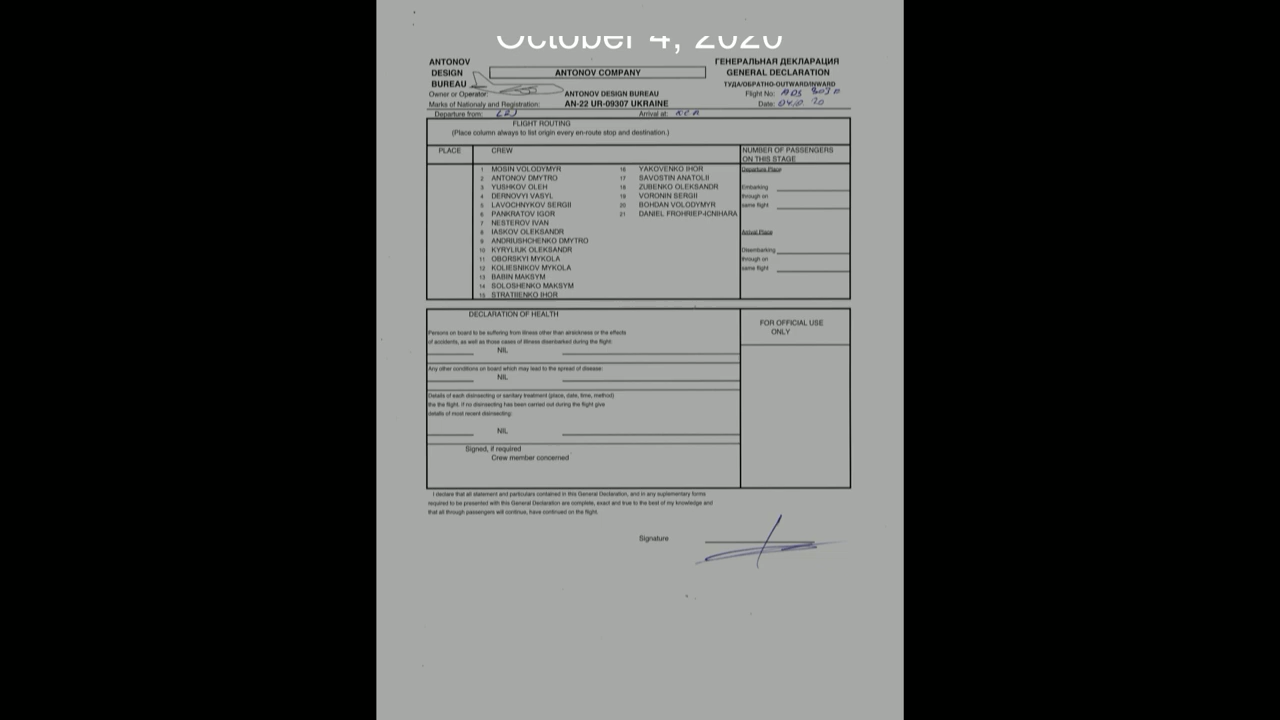 October 4, 2020
ANTONOV
DESIGN
BUREAU
ANTONOV COMPANY
ГЕНЕРАЛЬНАЯ ДЕКЛАРАЦИЯ
GENERAL DECLARATION
ТУДА/ОБРАТНО-OUTWARD/INWARD
Owner or Operator:
ANTONOV DESIGN BUREAU
Flight No: ADB
Marks of Nationaly and Registration:
AN-22 UR-09307 UKRAINE
Date: 04.10. 20
Departure from: LEJ
Arrival at:
FLIGHT ROUTING
(Place column always to list origin every en-route stop and destination.)
PLACE
CREW
NUMBER OF PASSENGERS
ON THIS STAGE
1 MOSIN VOLODYMYR
2 ANTONOV DMYTRO
3 YUSHKOV OLEH
4 DERNOVYI VASYL
5 LAVOCHNYKOV SERGII
6 PANKRATOV IGOR
7 NESTEROV IVAN
8 IASKOV OLEKSANDR
9 ANDRIUSHCHENKO DMYTRO
10 KYRYLIUK OLEKSANDR
11 OBORSKYI MYKOLA
12 KOLIESNIKOV MYKOLA
13 BABIN MAKSYM
14 SOLOSHENKO MAKSYM
15 STRATIIENKO IHOR
16 YAKOVENKO IHOR
17 SAVOSTIN ANATOLII
18 ZUBENKO OLEKSANDR
19 VORONIN SERGII
20 BOHDAN VOLODYMYR
21 DANIEL FROHRIEP-ICNIHARA
Departure Place
Embarking
through on
same flight
Arrival Place
Disembarking
through on
same flight
DECLARATION OF HEALTH
FOR OFFICIAL USE
ONLY
Persons on board to be suffering from illness other than airsickness or the effects
of accidents, as well as those cases of illness disembarked during the flight:
NIL
Any other conditions on board which may lead to the spread of disease:
NIL
Details of each disinsecting or sanitary treatment (place, date, time, method)
the the flight. If no disinsecting has been carried out during the flight give
details of most recent disinsecting:
NIL
Signed, if required
Crew member concerned
I declare that all statement and particulars contained in this General Declaration, and in any suplementary forms
required to be presented with this General Declaration are complete, exact and true to the best of my knowledge and
that all through passengers will continue, have continued on the flight.
Signature